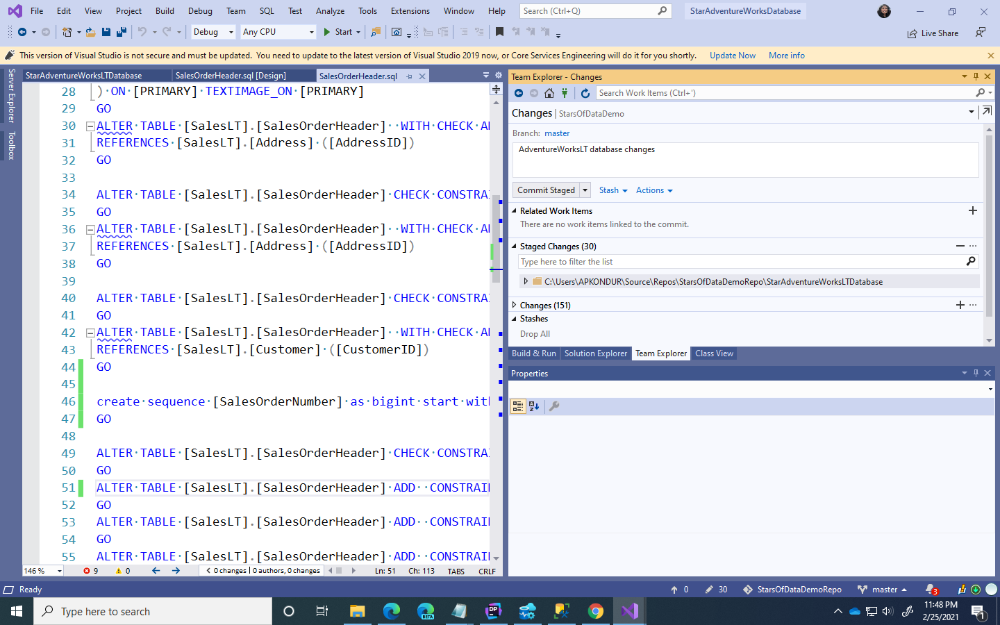 File Edit View Project Build Debug Team SQL Test Analyze Tools Extensions Window Help Search (Ctrl+Q) StarAdventureWorksDatabase
Debug Any CPU Start Live Share
This version of Visual Studio is not secure and must be updated. You need to update to the latest version of Visual Studio 2019 now, or Core Services Engineering will do it for you shortly. Update Now More info
Server Explorer
Toolbox
StarAdventureWorksLTDatabase SalesOrderHeader.sql [Design] SalesOrderHeader.sql
28 )·ON·[PRIMARY]·TEXTIMAGE_ON·[PRIMARY]
29 GO
30 ALTER·TABLE·[SalesLT].[SalesOrderHeader]··WITH·CHECK·A
31 REFERENCES·[SalesLT].[Address]·([AddressID])
32 GO
33
34 ALTER·TABLE·[SalesLT].[SalesOrderHeader]·CHECK·CONSTRAI
35 GO
36 ALTER·TABLE·[SalesLT].[SalesOrderHeader]··WITH·CHECK·A
37 REFERENCES·[SalesLT].[Address]·([AddressID])
38 GO
39
40 ALTER·TABLE·[SalesLT].[SalesOrderHeader]·CHECK·CONSTRAI
41 GO
42 ALTER·TABLE·[SalesLT].[SalesOrderHeader]··WITH·CHECK·A
43 REFERENCES·[SalesLT].[Customer]·([CustomerID])
44 GO
45
46 create·sequence·[SalesOrderNumber]·as·bigint·start·wit
47 GO
48
49 ALTER·TABLE·[SalesLT].[SalesOrderHeader]·CHECK·CONSTRAI
50 GO
51 ALTER·TABLE·[SalesLT].[SalesOrderHeader]·ADD··CONSTRAI
52 GO
53 ALTER·TABLE·[SalesLT].[SalesOrderHeader]·ADD··CONSTRAI
54 GO
55 ALTER·TABLE·[SalesLT].[SalesOrderHeader]·ADD··CONSTRAI
146 % 9 0 0 changes | 0 authors, 0 changes Ln: 51 Ch: 113 TABS CRLF
Team Explorer - Changes
Search Work Items (Ctrl+')
Changes | StarsOfDataDemo
Branch: master
AdventureWorksLT database changes
Commit Staged Stash Actions
Related Work Items
There are no work items linked to the commit.
Staged Changes (30)
Type here to filter the list
C:\Users\APKONDUR\Source\Repos\StarsOfDataDemoRepo\StarAdventureWorksLTDatabase
Changes (151)
Stashes
Drop All
Build & Run Solution Explorer Team Explorer Class View
Properties
Ready 0 30 StarsOfDataDemoRepo master 3
Type here to search
BETA
DP
11:48 PM
2/25/2021
1